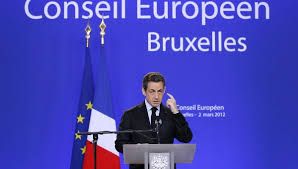 Conseil Européen
Bruxelles
Conseil Européen
Bruxelles - 2 mars 2012